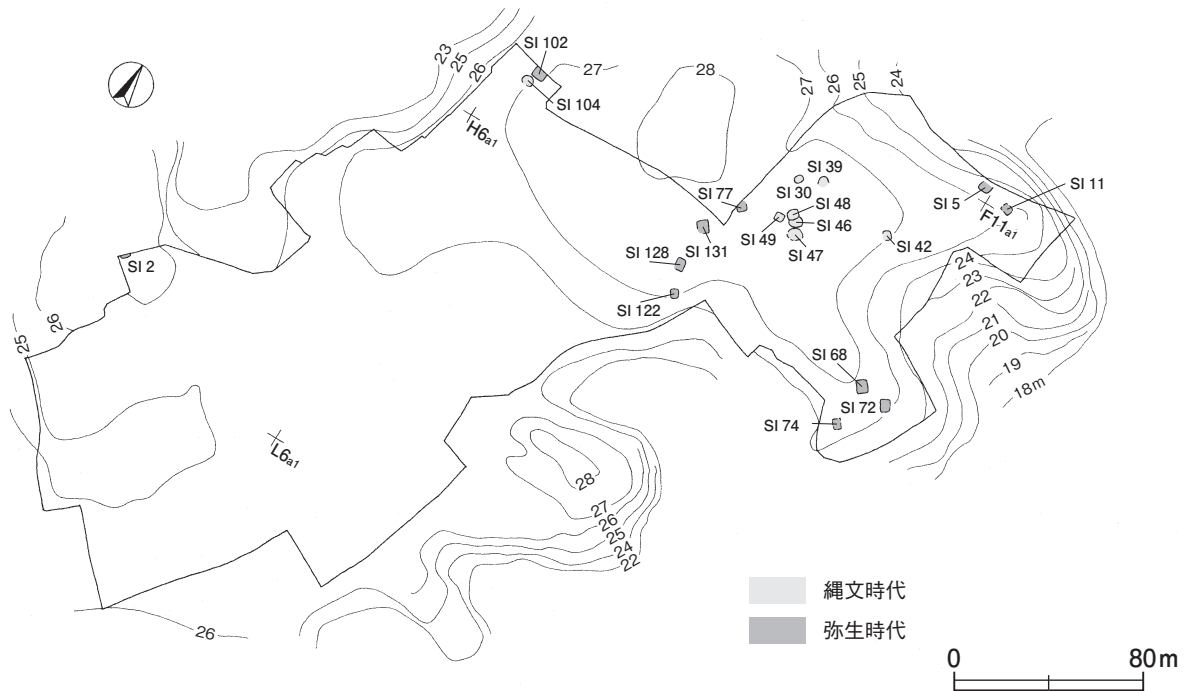 SI 102
23
25
26
27
28
27
26
25
24
SI 104
H6a1
SI 39
SI 30
SI 77
SI 48
SI 46
SI 49
SI 47
SI 5
F11a1
SI 11
SI 42
SI 131
SI 128
SI 122
SI 2
26
25
24
23
22
21
20
19
18m
SI 68
SI 72
SI 74
L6a1
28
27
26
25
24
22
26
縄文時代
弥生時代
0 80m